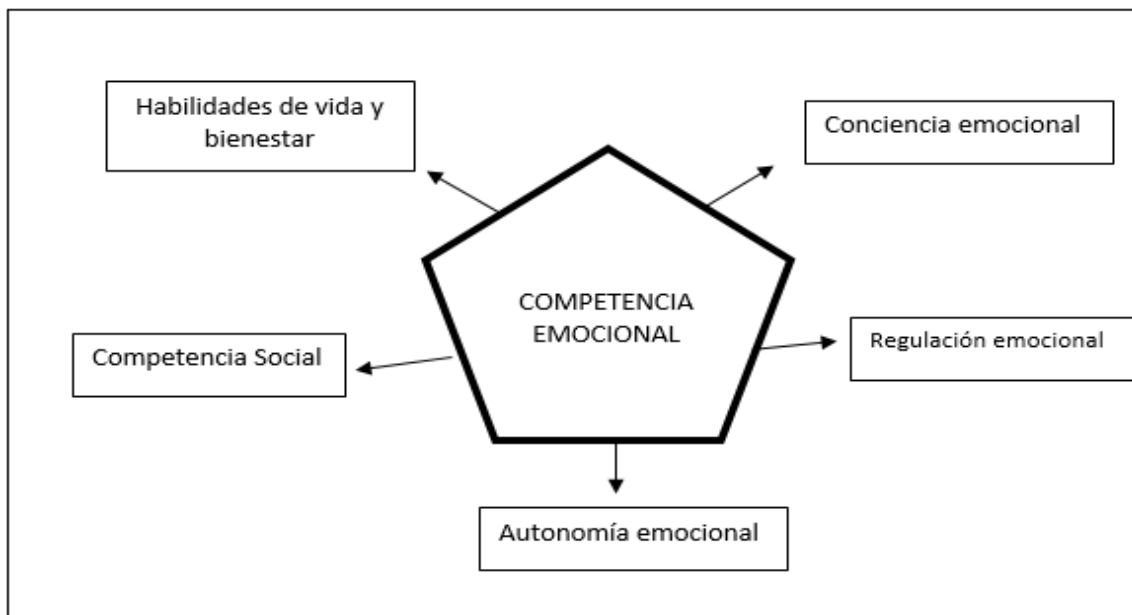 Habilidades de vida y
bienestar
Conciencia emocional
COMPETENCIA
EMOCIONAL
Competencia Social
Regulación emocional
Autonomía emocional